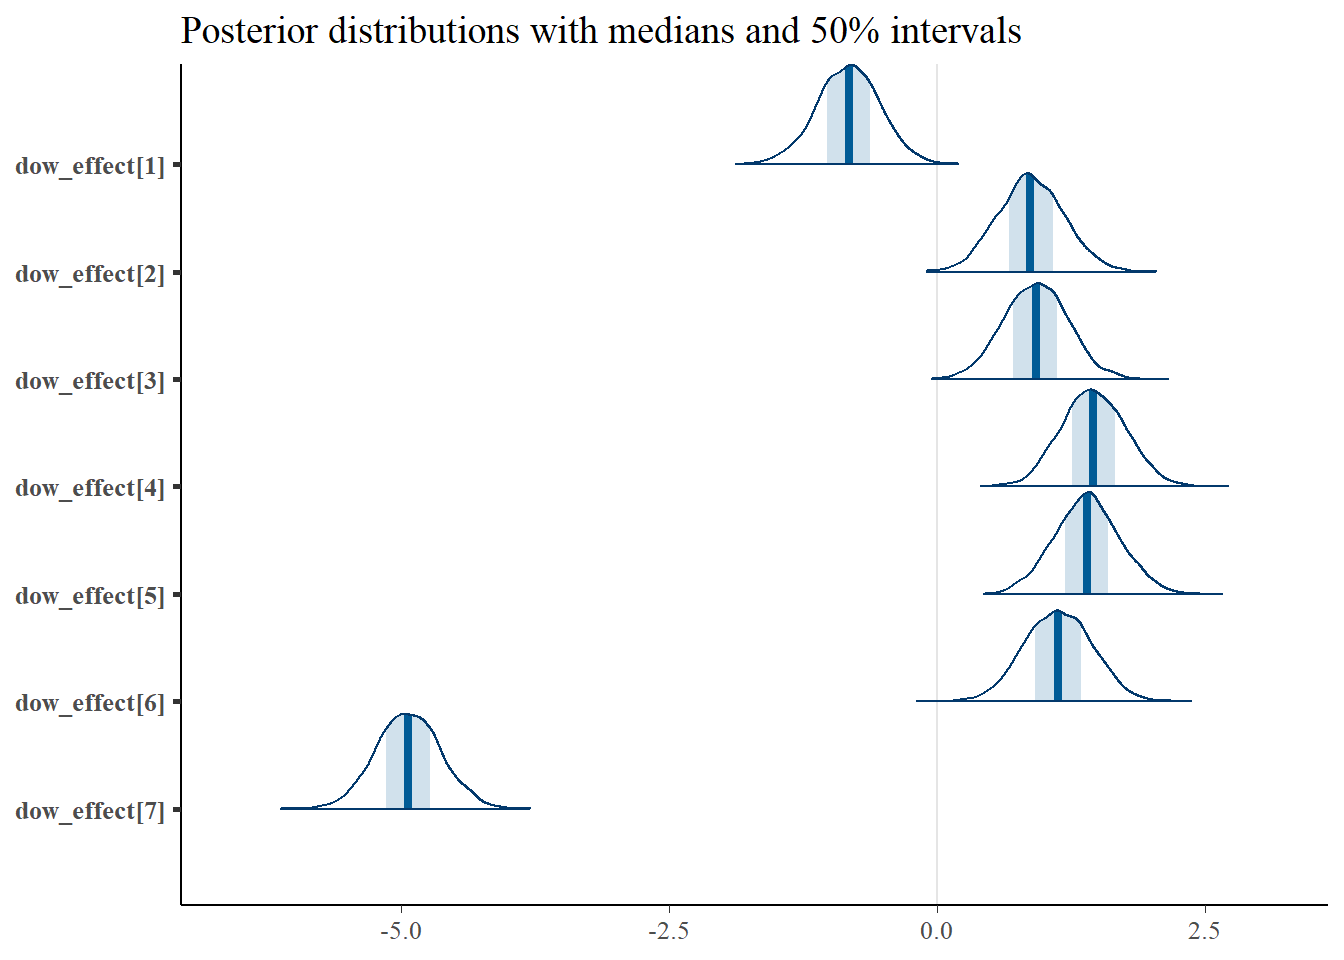 Posterior distributions with medians and 50% intervals
dow_effect[1]
dow_effect[2]
dow_effect[3]
dow_effect[4]
dow_effect[5]
dow_effect[6]
dow_effect[7]
-5.0 -2.5 0.0 2.5